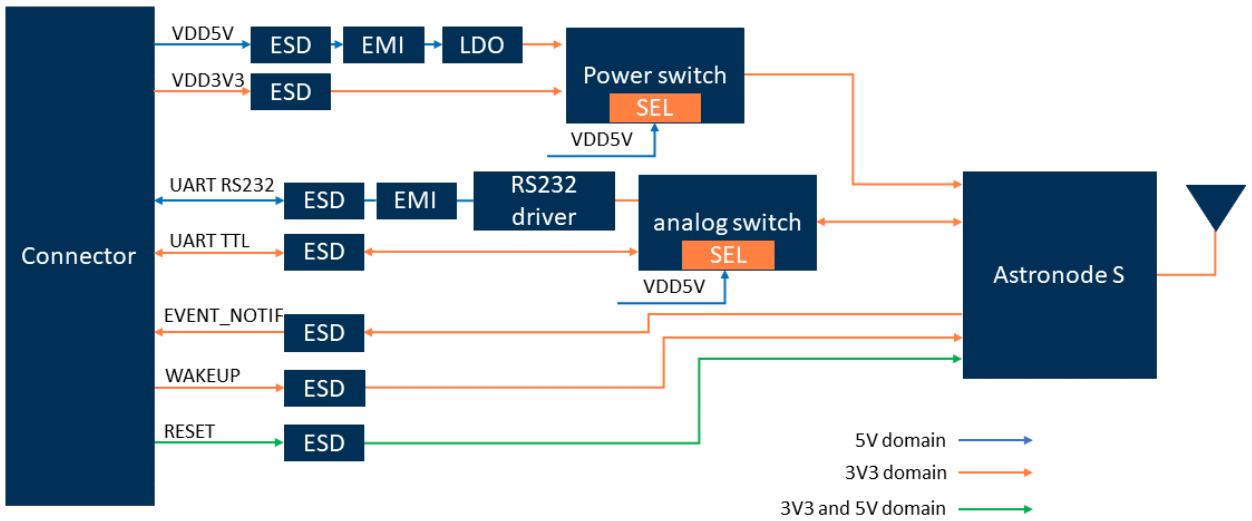 VDD5V
ESD
EMI
LDO
VDD3V3
ESD
Power switch
SEL
VDD5V
UART RS232
ESD
EMI
RS232
driver
analog switch
SEL
VDD5V
UART TTL
ESD
Connector
Astronode S
EVENT_NOTIF
ESD
WAKEUP
ESD
RESET
ESD
5V domain
3V3 domain
3V3 and 5V domain